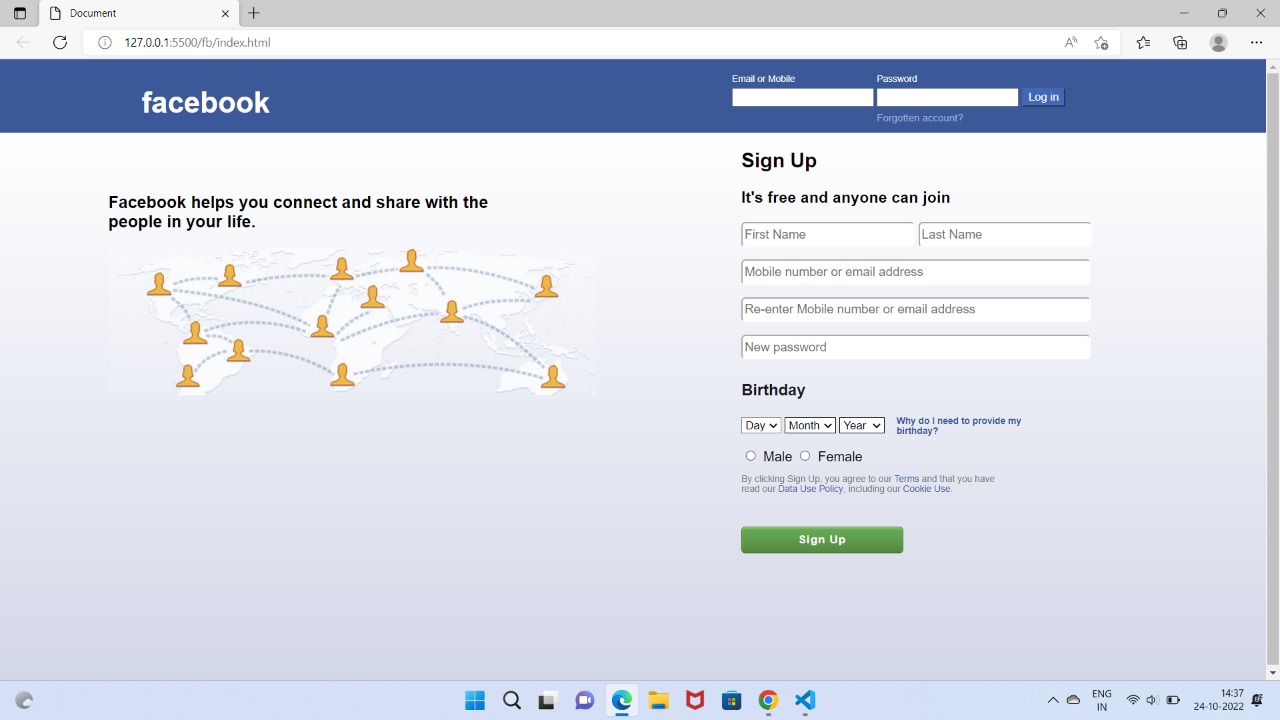 Document
127.0.0.1:5500/fb/index.html
facebook
Email or Mobile
Password
Log in
Forgotten account?
Facebook helps you connect and share with the
people in your life.
Sign Up
It's free and anyone can join
First Name
Last Name
Mobile number or email address
Re-enter Mobile number or email address
New password
Birthday
Day
Month
Year
Why do I need to provide my
birthday?
Male
Female
By clicking Sign Up, you agree to our Terms and that you have
read our Data Use Policy, including our Cookie Use.
Sign Up
ENG
IN
14:37
24-10-2022